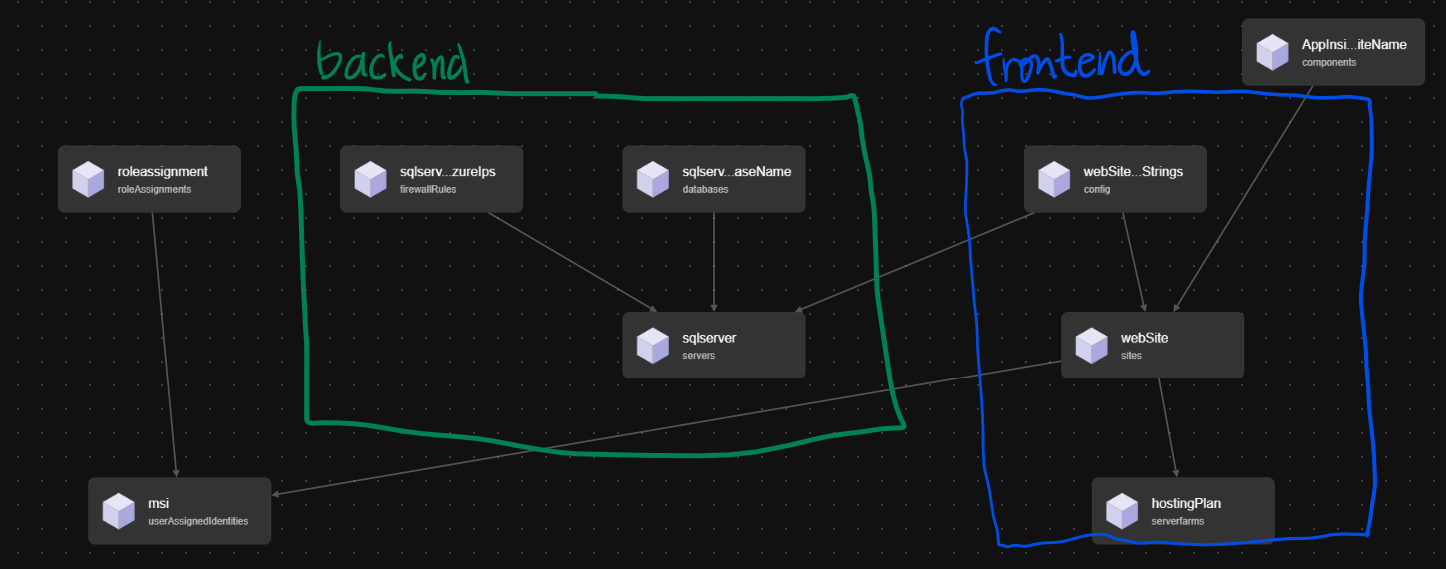 backend
frontend
AppInsi...iteName
components
roleassignment
roleAssignments
sqlserv...zureIps
firewallRules
sqlserv...aseName
databases
webSite...Strings
config
sqlserver
servers
webSite
sites
msi
userAssignedIdentities
hostingPlan
serverfarms